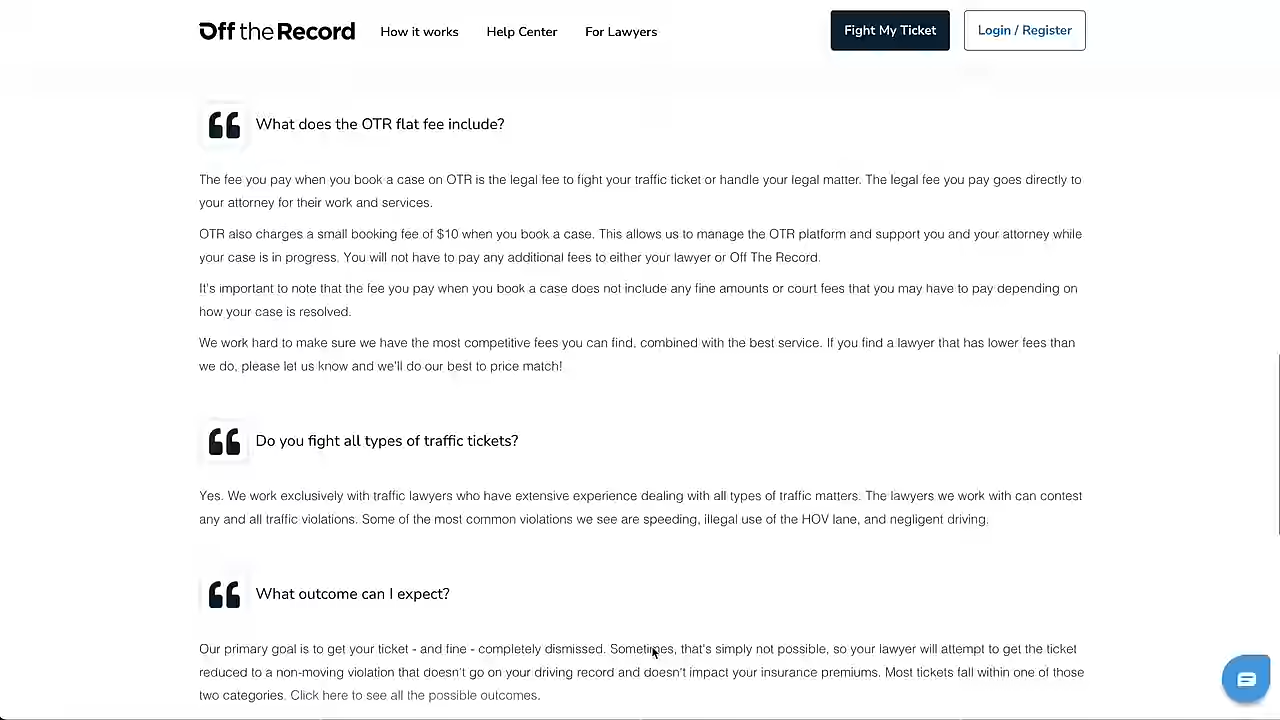 Off the Record How it works Help Center For Lawyers Fight My Ticket Login / Register
What does the OTR flat fee include?
The fee you pay when you book a case on OTR is the legal fee to fight your traffic ticket or handle your legal matter. The legal fee you pay goes directly to
your attorney for their work and services.
OTR also charges a small booking fee of $10 when you book a case. This allows us to manage the OTR platform and support you and your attorney while
your case is in progress. You will not have to pay any additional fees to either your lawyer or Off The Record.
It's important to note that the fee you pay when you book a case does not include any fine amounts or court fees that you may have to pay depending on
how your case is resolved.
We work hard to make sure we have the most competitive fees you can find, combined with the best service. If you find a lawyer that has lower fees than
we do, please let us know and we'll do our best to price match!
Do you fight all types of traffic tickets?
Yes. We work exclusively with traffic lawyers who have extensive experience dealing with all types of traffic matters. The lawyers we work with can contest
any and all traffic violations. Some of the most common violations we see are speeding, illegal use of the HOV lane, and negligent driving.
What outcome can I expect?
Our primary goal is to get your ticket - and fine - completely dismissed. Sometimes, that's simply not possible, so your lawyer will attempt to get the ticket
reduced to a non-moving violation that doesn't go on your driving record and doesn't impact your insurance premiums. Most tickets fall within one of those
two categories. Click here to see all the possible outcomes.